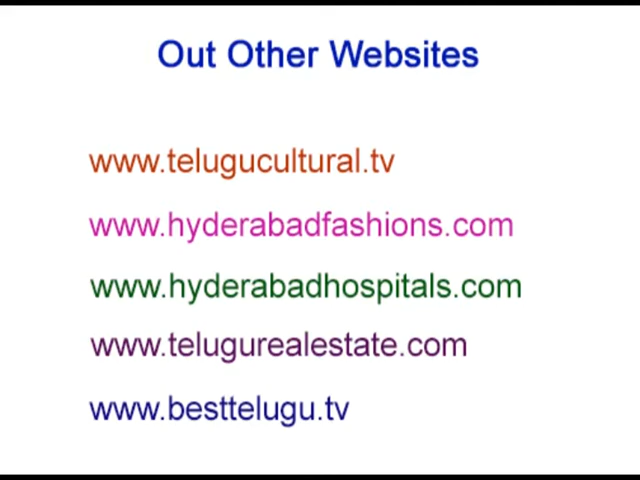 Out Other Websites
www.telugucultural.tv
www.hyderabadfashions.com
www.hyderabadhospitals.com
www.telugurealestate.com
www.besttelugu.tv